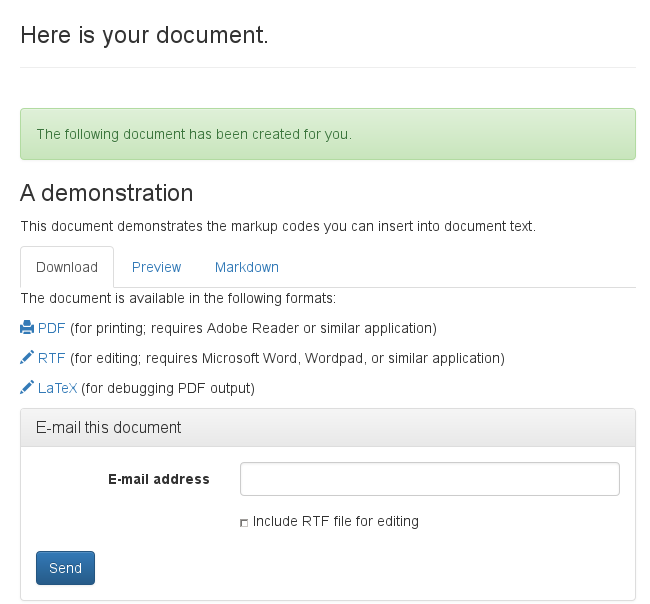 Here is your document.
The following document has been created for you.
A demonstration
This document demonstrates the markup codes you can insert into document text.
Download Preview Markdown
The document is available in the following formats:
PDF (for printing; requires Adobe Reader or similar application)
RTF (for editing; requires Microsoft Word, Wordpad, or similar application)
LaTeX (for debugging PDF output)
E-mail this document
E-mail address
Include RTF file for editing
Send